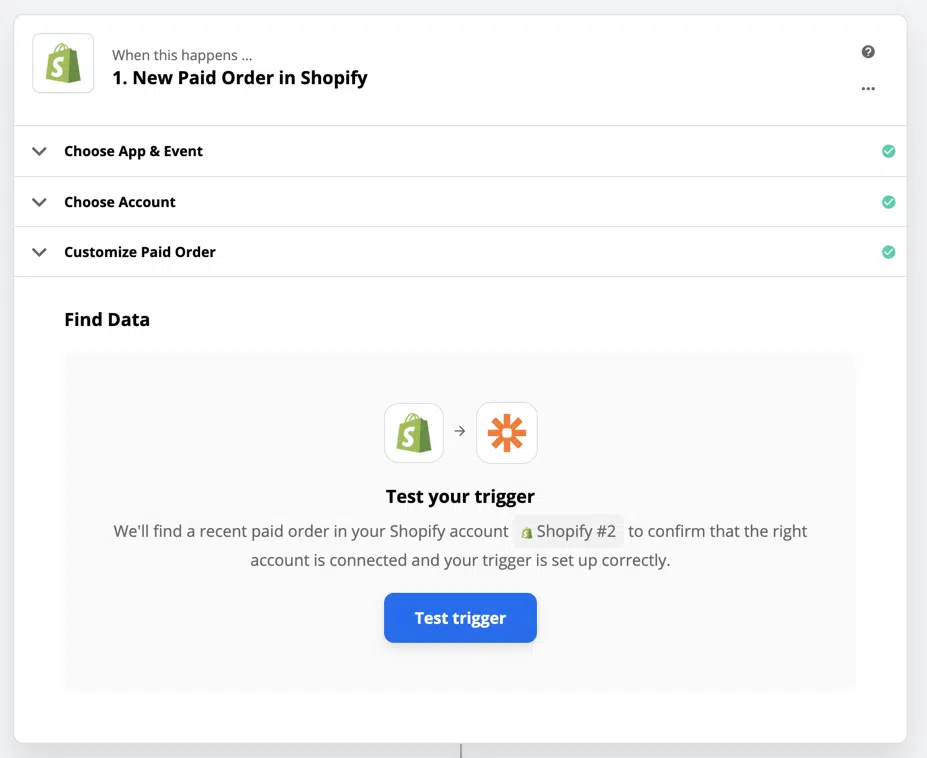 When this happens ...
1. New Paid Order in Shopify
Choose App & Event
Choose Account
Customize Paid Order
Find Data
Test your trigger
We'll find a recent paid order in your Shopify account Shopify #2 to confirm that the right
account is connected and your trigger is set up correctly.
Test trigger